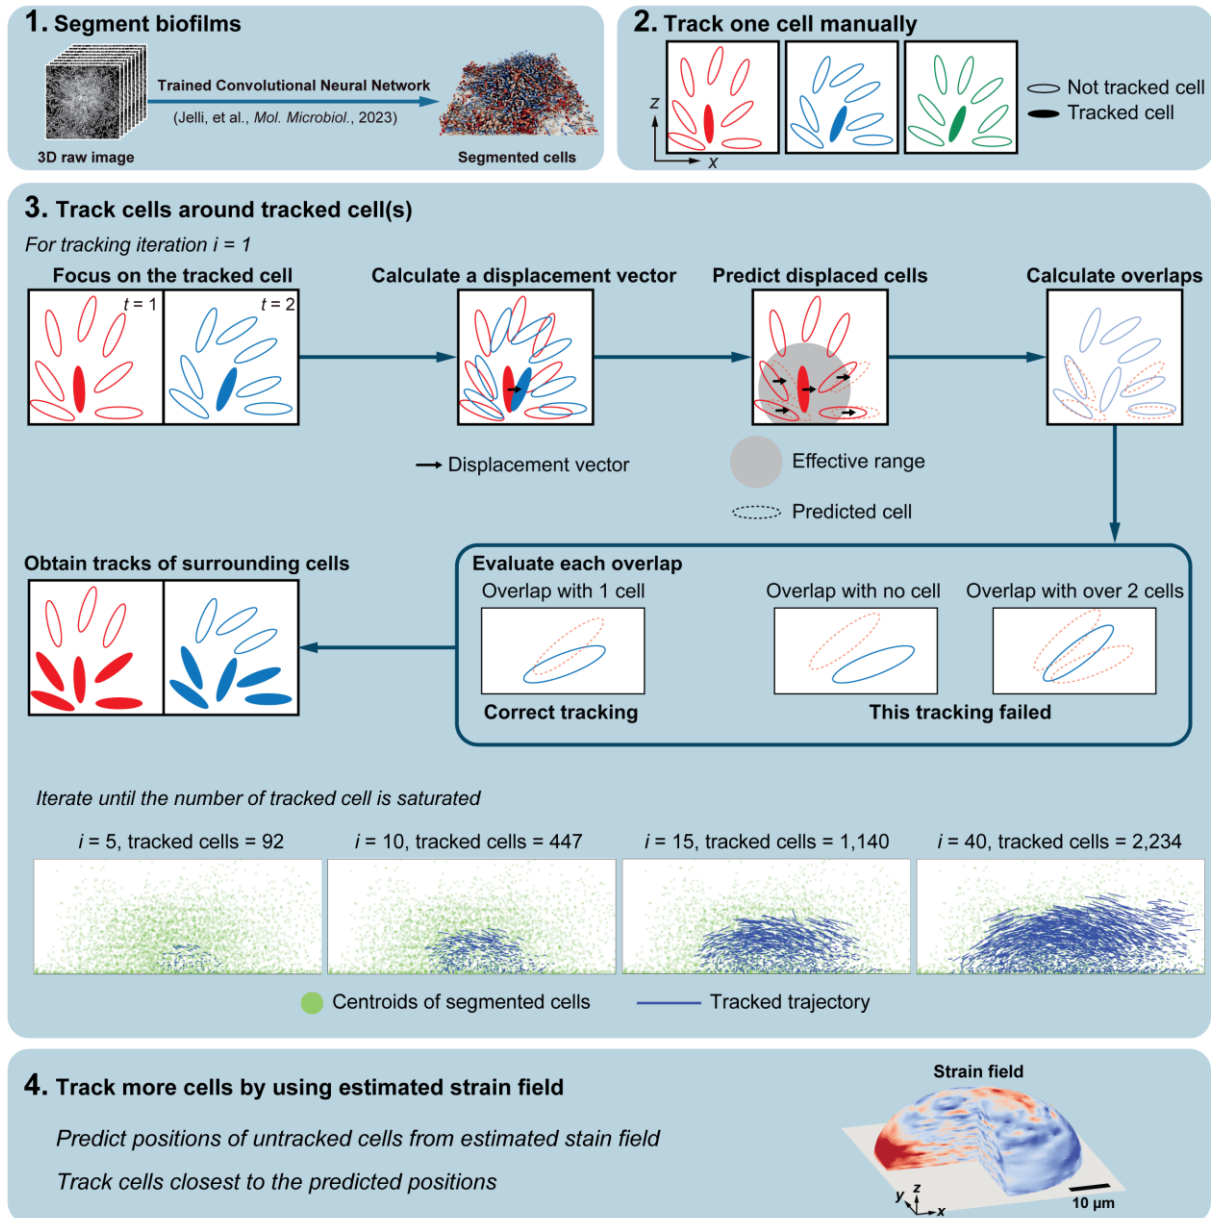 1. Segment biofilms
Trained Convolutional Neural Network
(Jelli, et al., Mol. Microbiol., 2023)
3D raw image
Segmented cells
2. Track one cell manually
z
x
Not tracked cell
Tracked cell
3. Track cells around tracked cell(s)
For tracking iteration i = 1
Focus on the tracked cell
Calculate a displacement vector
Predict displaced cells
Calculate overlaps
t = 1
t = 2
Displacement vector
Effective range
Predicted cell
Obtain tracks of surrounding cells
Evaluate each overlap
Overlap with 1 cell
Overlap with no cell
Overlap with over 2 cells
Correct tracking
This tracking failed
Iterate until the number of tracked cell is saturated
i = 5, tracked cells = 92
i = 10, tracked cells = 447
i = 15, tracked cells = 1,140
i = 40, tracked cells = 2,234
Centroids of segmented cells
Tracked trajectory
4. Track more cells by using estimated strain field
Predict positions of untracked cells from estimated stain field
Track cells closest to the predicted positions
Strain field
y
z
x
10 μm